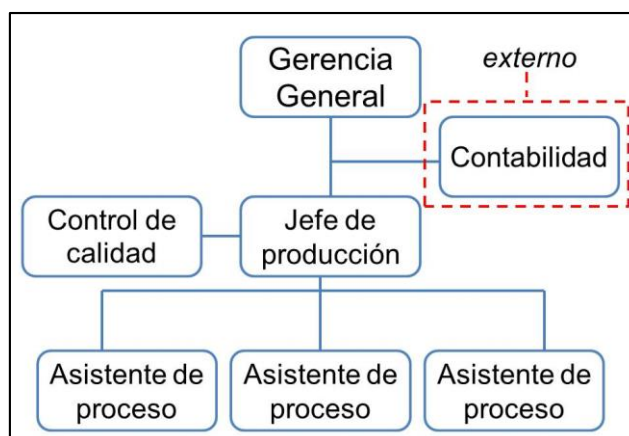 Gerencia
General
externo
Contabilidad
Control de
calidad
Jefe de
producción
Asistente de
proceso
Asistente de
proceso
Asistente de
proceso